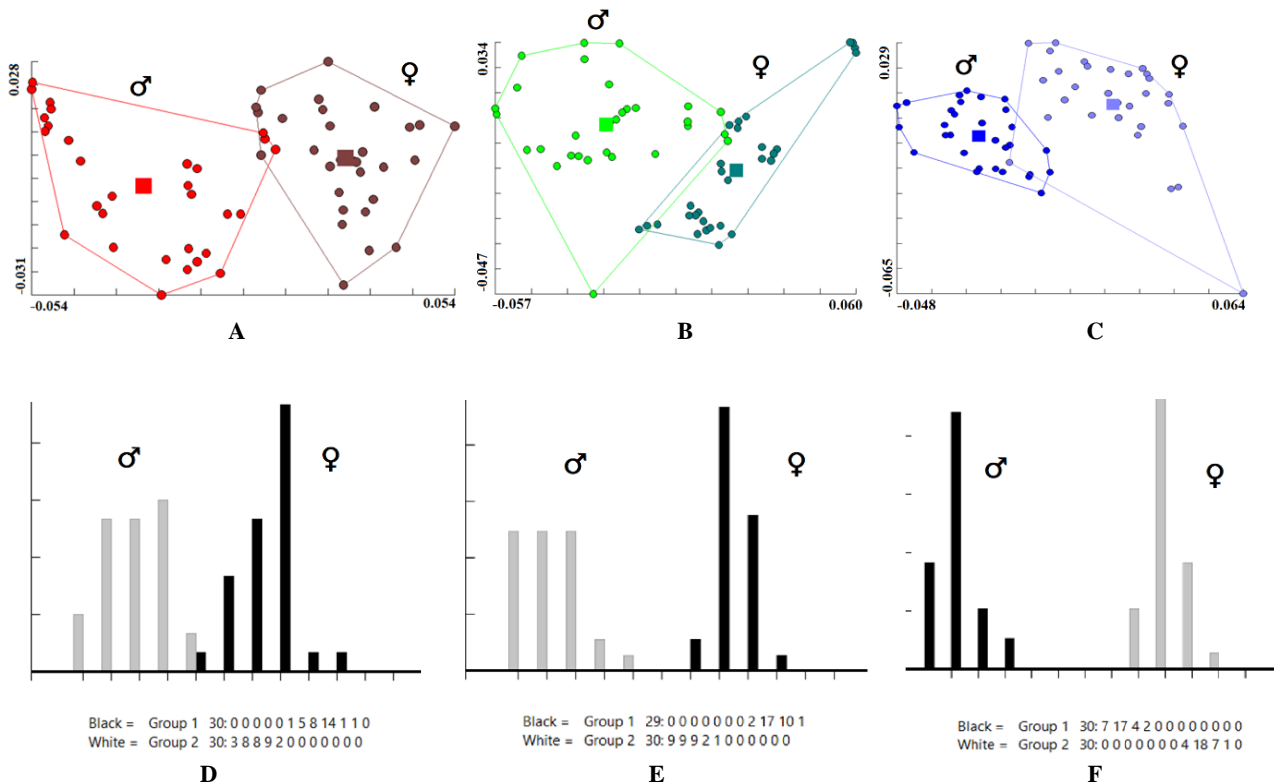 ♂ ♀
0.028
-0.031
-0.054 0.054
A
♂ ♀
0.034
-0.047
-0.057 0.060
B
♂ ♀
0.029
-0.065
-0.048 0.064
C
♂ ♀
Black = Group 1 30: 0 0 0 0 0 1 5 8 14 1 1 0
White = Group 2 30: 3 8 8 9 2 0 0 0 0 0 0 0
D
♂ ♀
Black = Group 1 29: 0 0 0 0 0 0 0 2 17 10 1
White = Group 2 30: 9 9 9 2 1 0 0 0 0 0 0
E
♂ ♀
Black = Group 1 30: 7 17 4 2 0 0 0 0 0 0 0 0
White = Group 2 30: 0 0 0 0 0 0 0 4 18 7 1 0
F